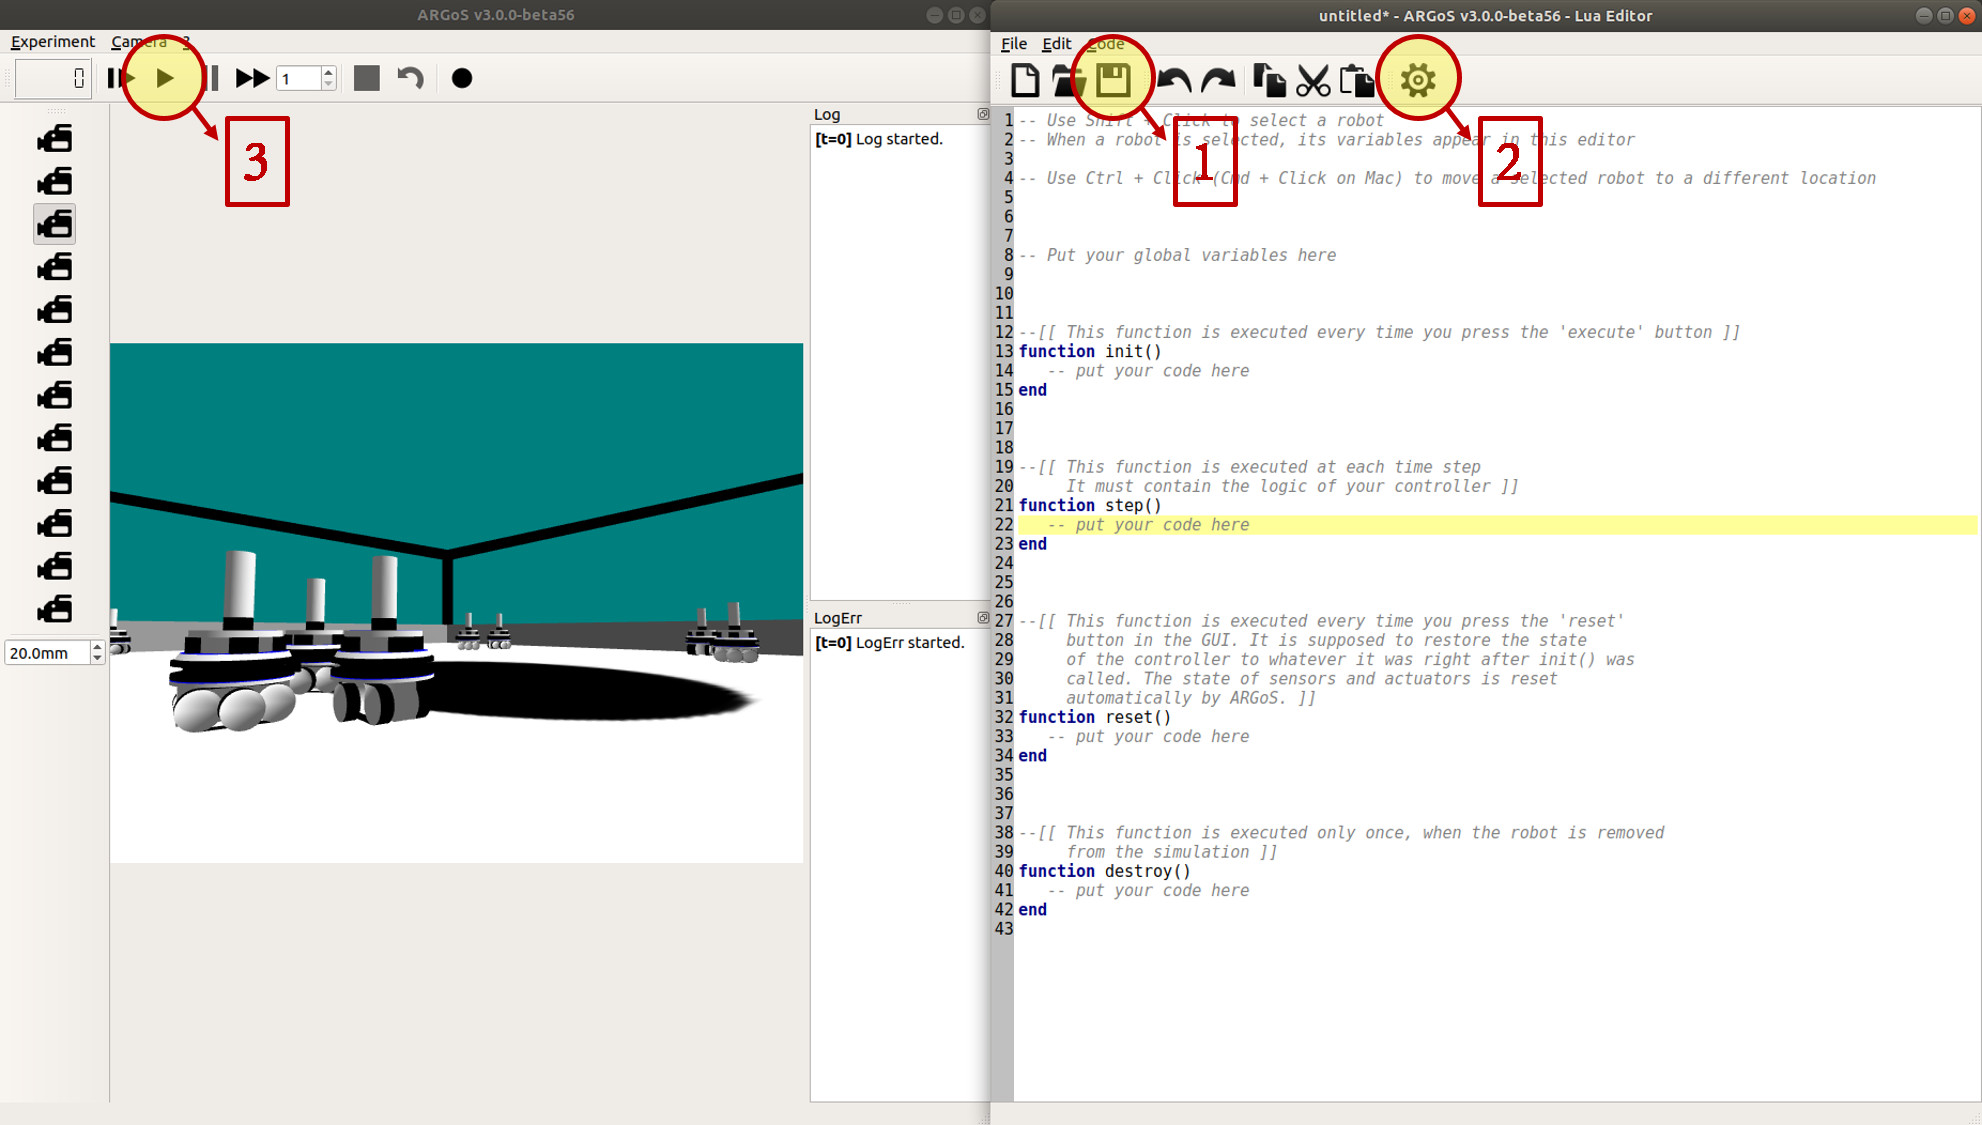 ARGoS v3.0.0-beta56
Experiment Camera ?
0
1
3
20.0mm
Log
[t=0] Log started.
LogErr
[t=0] LogErr started.
untitled* - ARGoS v3.0.0-beta56 - Lua Editor
File Edit Code
1
2
1 -- Use Shift + Click to select a robot
2 -- When a robot is selected, its variables appear in this editor
3
4 -- Use Ctrl + Click (Cmd + Click on Mac) to move a selected robot to a different location
5
6
7
8 -- Put your global variables here
9
10
11
12 --[[ This function is executed every time you press the 'execute' button ]]
13 function init()
14 -- put your code here
15 end
16
17
18
19 --[[ This function is executed at each time step
20 It must contain the logic of your controller ]]
21 function step()
22 -- put your code here
23 end
24
25
26
27 --[[ This function is executed every time you press the 'reset'
28 button in the GUI. It is supposed to restore the state
29 of the controller to whatever it was right after init() was
30 called. The state of sensors and actuators is reset
31 automatically by ARGoS. ]]
32 function reset()
33 -- put your code here
34 end
35
36
37
38 --[[ This function is executed only once, when the robot is removed
39 from the simulation ]]
40 function destroy()
41 -- put your code here
42 end
43